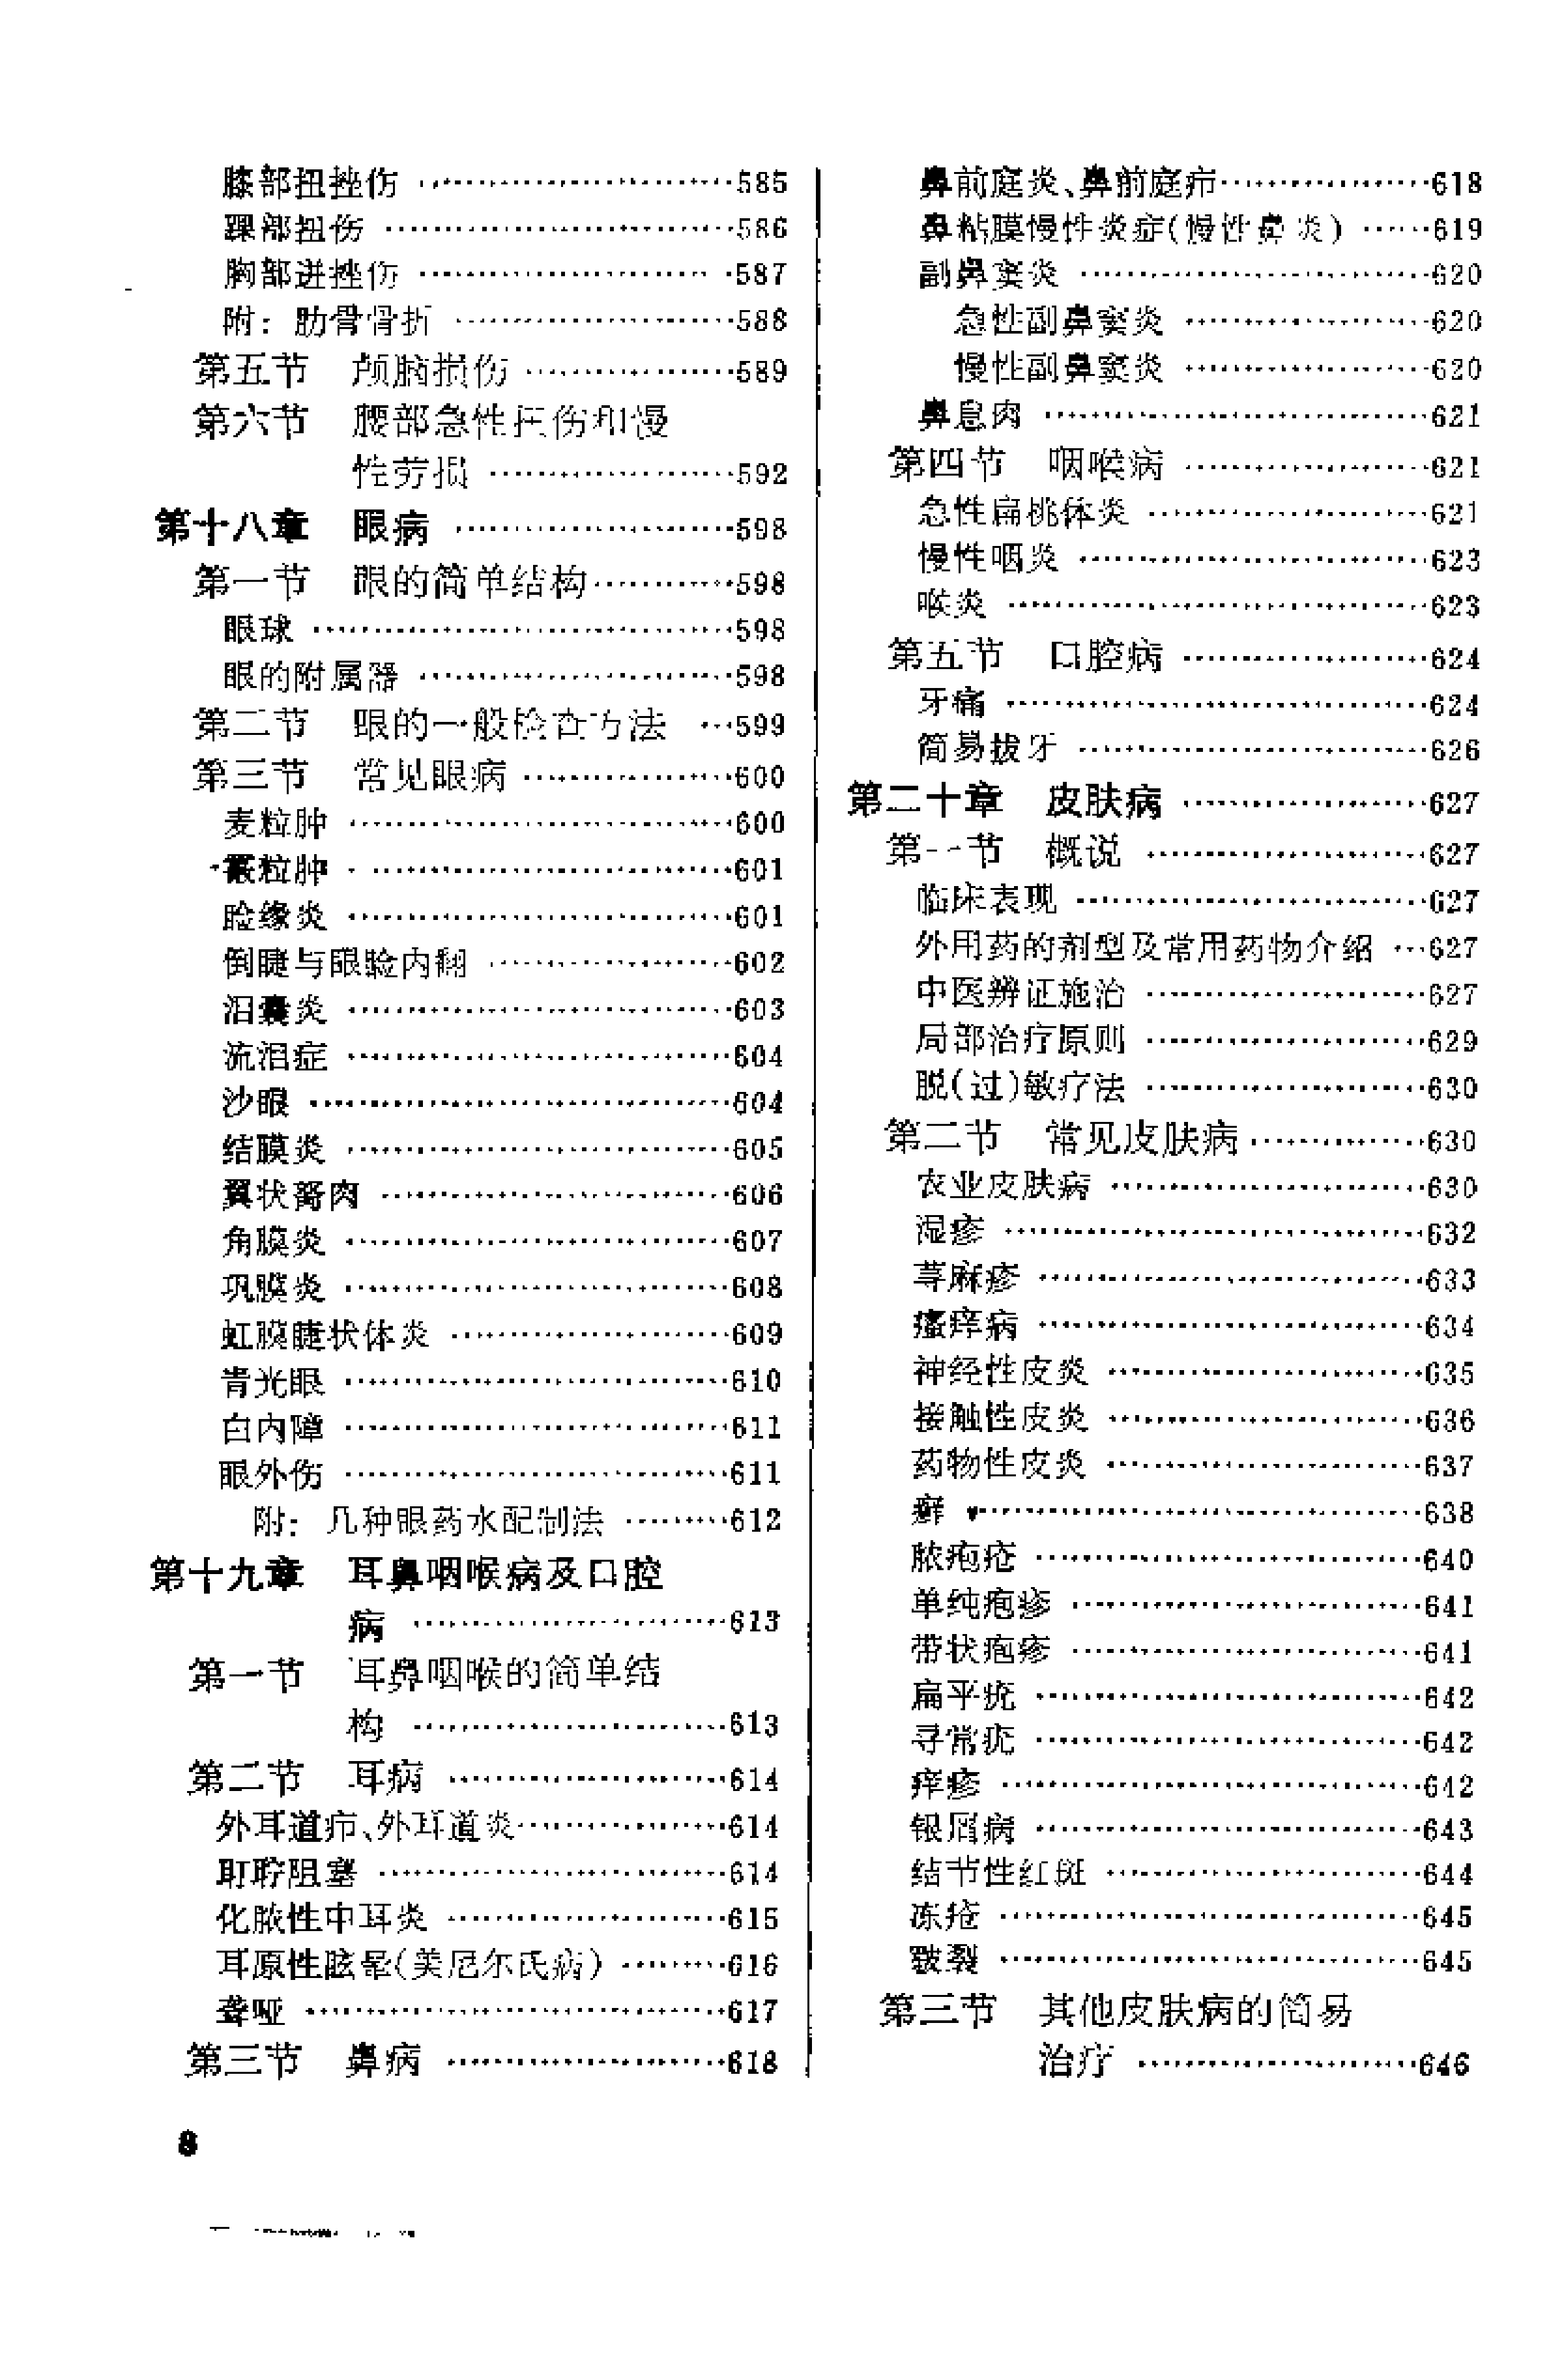 膝部扭挫伤 ………………585
踝部扭伤 ………………586
胸部迸挫伤 ………………587
附：肋骨骨折 ………………588
第五节　颅脑损伤 ………………589
第六节　腰部急性扭伤和慢
性劳损 ………………592
第十八章　眼病 ………………598
第一节　眼的简单结构 ………………598
眼球 ………………598
眼的附属器 ………………598
第二节　眼的一般检查方法 …599
第三节　常见眼病 ………………600
麦粒肿 ………………600
霰粒肿 ………………601
睑缘炎 ………………601
倒睫与眼睑内翻 ………………602
泪囊炎 ………………603
流泪症 ………………604
沙眼 ………………604
结膜炎 ………………605
翼状胬肉 ………………606
角膜炎 ………………607
巩膜炎 ………………608
虹膜睫状体炎 ………………609
青光眼 ………………610
白内障 ………………611
眼外伤 ………………611
附：几种眼药水配制法 ………612
第十九章　耳鼻咽喉病及口腔
病 ………………613
第一节　耳鼻咽喉的简单结
构 ………………613
第二节　耳病 ………………614
外耳道疖、外耳道炎 ………………614
耵聍阻塞 ………………614
化脓性中耳炎 ………………615
耳原性眩晕(美尼尔氏病) ………616
聋哑 ………………617
第三节　鼻病 ………………618
8
鼻前庭炎、鼻前庭疖 ………………618
鼻粘膜慢性炎症(慢性鼻炎) ……619
副鼻窦炎 ………………620
急性副鼻窦炎 ………………620
慢性副鼻窦炎 ………………620
鼻息肉 ………………621
第四节　咽喉病 ………………621
急性扁桃体炎 ………………621
慢性咽炎 ………………623
喉炎 ………………623
第五节　口腔病 ………………624
牙痛 ………………624
简易拔牙 ………………626
第二十章　皮肤病 ………………627
第一节　概说 ………………627
临床表现 ………………627
外用药的剂型及常用药物介绍 …627
中医辨证施治 ………………627
局部治疗原则 ………………629
脱(过)敏疗法 ………………630
第二节　常见皮肤病 ………………630
农业皮肤病 ………………630
湿疹 ………………632
荨麻疹 ………………633
瘙痒病 ………………634
神经性皮炎 ………………635
接触性皮炎 ………………636
药物性皮炎 ………………637
癣 ………………638
脓疱疮 ………………640
单纯疱疹 ………………641
带状疱疹 ………………641
扁平疣 ………………642
寻常疣 ………………642
痒疹 ………………642
银屑病 ………………643
结节性红斑 ………………644
冻疮 ………………645
皲裂 ………………645
第三节　其他皮肤病的简易
治疗 ………………646